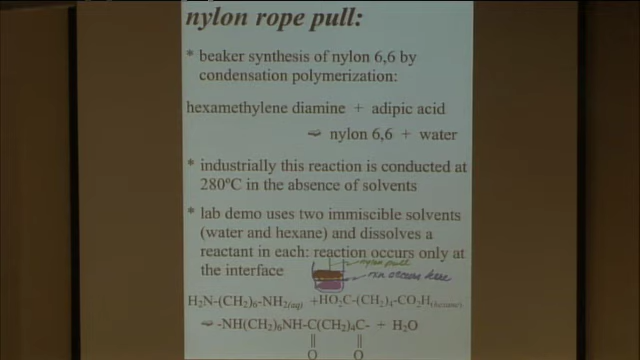 nylon rope pull:
* beaker synthesis of nylon 6,6 by
condensation polymerization:
hexamethylene diamine + adipic acid
⇨ nylon 6,6 + water
* industrially this reaction is conducted at
280ºC in the absence of solvents
* lab demo uses two immiscible solvents
(water and hexane) and dissolves a
reactant in each: reaction occurs only at
the interface
nylon pull
rxn occurs here
H₂N-(CH₂)₆-NH₂(aq) +HO₂C-(CH₂)₄-CO₂H(hexane)
⇨ -NH(CH₂)₆NH-C(CH₂)₄C- + H₂O
|| ||
O O